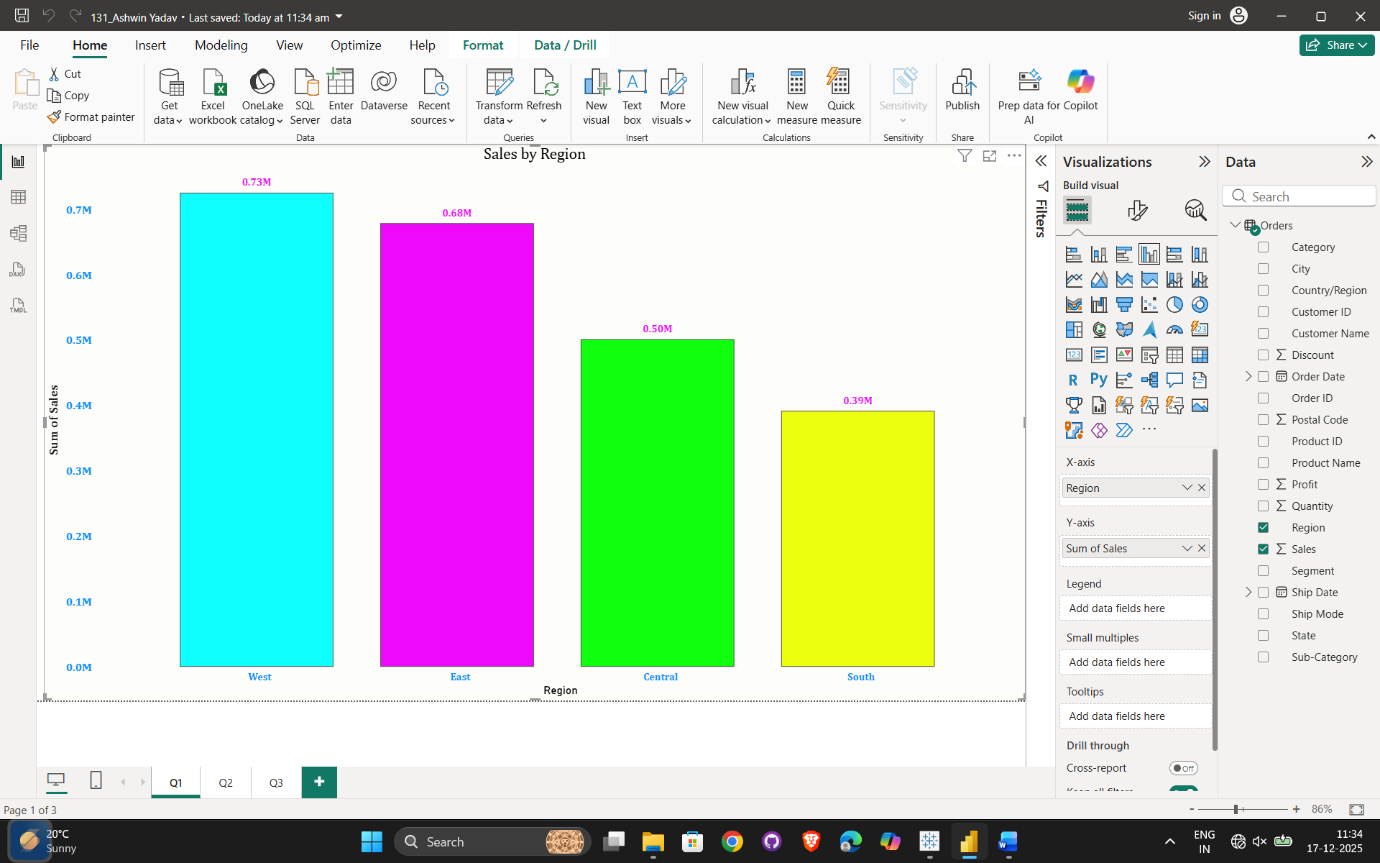 131_Ashwin Yadav • Last saved: Today at 11:34 am
Sign in
File Home Insert Modeling View Optimize Help Format Data / Drill
Share
Paste
Cut
Copy
Format painter
Clipboard
Get data
Excel workbook
OneLake catalog
SQL Server
Enter data
Dataverse
Recent sources
Data
Transform data
Refresh
Queries
New visual
Text box
More visuals
Insert
New visual calculation
New measure
Quick measure
Calculations
Sensitivity
Sensitivity
Publish
Share
Prep data for AI
Copilot
Copilot
Sales by Region
0.73M
0.68M
0.50M
0.39M
0.7M
0.6M
0.5M
0.4M
0.3M
0.2M
0.1M
0.0M
Sum of Sales
West East Central South
Region
Filters
Visualizations
Build visual
123
123
R Py
X-axis
Region
Y-axis
Sum of Sales
Legend
Add data fields here
Small multiples
Add data fields here
Tooltips
Add data fields here
Drill through
Cross-report
Off
Keep all filters
Data
Search
Orders
Category
City
Country/Region
Customer ID
Customer Name
Discount
Order Date
Order ID
Postal Code
Product ID
Product Name
Profit
Quantity
Region
Sales
Segment
Ship Date
Ship Mode
State
Sub-Category
DAX
TMDL
Q1 Q2 Q3
Page 1 of 3
86%
20°C
Sunny
Search
ENG
IN
11:34
17-12-2025